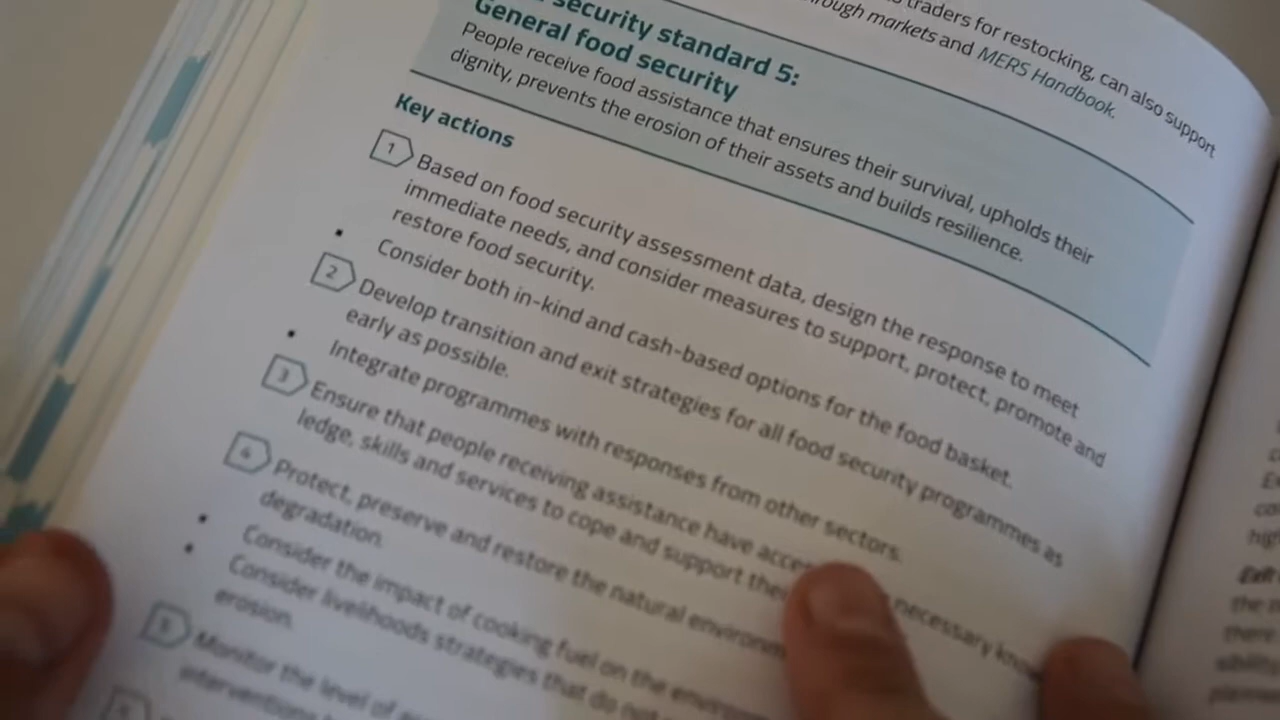 traders for restocking, can also support
rough markets and MERS Handbook.
security standard 5:
General food security
People receive food assistance that ensures their survival, upholds their
dignity, prevents the erosion of their assets and builds resilience.
Key actions
1 Based on food security assessment data, design the response to meet
immediate needs, and consider measures to support, protect, promote and
restore food security.
• Consider both in-kind and cash-based options for the food basket.
2 Develop transition and exit strategies for all food security programmes as
early as possible.
• Integrate programmes with responses from other sectors.
3 Ensure that people receiving assistance have necessary
ledge, skills and services to cope and support
4 Protect, preserve and restore the natural
degradation.
• Consider the impact of cooking fuel on the
• Consider livelihoods strategies that do
erosion.
5 Monitor the level of